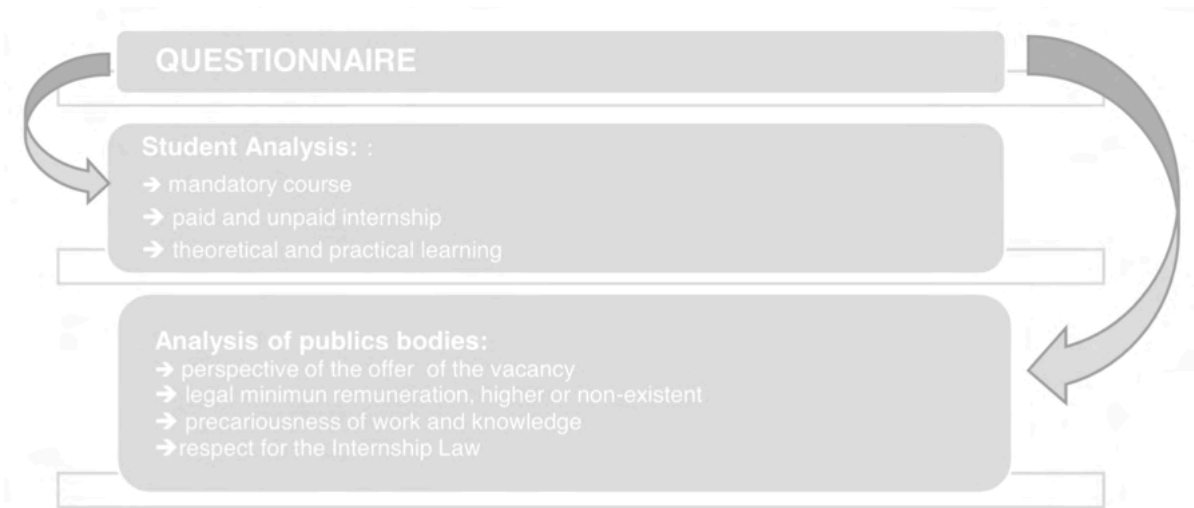 QUESTIONNAIRE
Student Analysis: :
➔ mandatory course
➔ paid and unpaid internship
➔ theoretical and practical learning
Analysis of publics bodies:
➔ perspective of the offer of the vacancy
➔ legal minimun remuneration, higher or non-existent
➔ precariousness of work and knowledge
➔respect for the Internship Law